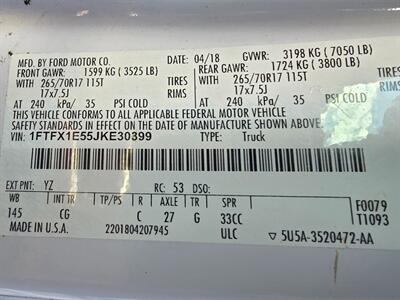 MFD. BY FORD MOTOR CO. DATE: 04/18 GVWR: 3198 KG (7050 LB)
FRONT GAWR: 1599 KG (3525 LB) REAR GAWR: 1724 KG (3800 LB)
WITH 265/70R17 115T TIRES WITH 265/70R17 115T TIRES
17x7.5J RIMS 17x7.5J
AT 240 kPa/ 35 PSI COLD AT 240 kPa/ 35 PSI COLD
THIS VEHICLE CONFORMS TO ALL APPLICABLE FEDERAL MOTOR VEHICLE
SAFETY STANDARDS IN EFFECT ON THE DATE OF MANUFACTURE SHOWN ABOVE.
VIN: 1FTFX1E55JKE30399 TYPE: Truck
EXT PNT: YZ RC: 53 DSO:
WB INT TR TP/PS R AXLE TR SPR F0079
145 CG C 27 G 33CC T1093
MADE IN U.S.A. 2201804207945 ULC ▽ 5U5A-3520472-AA